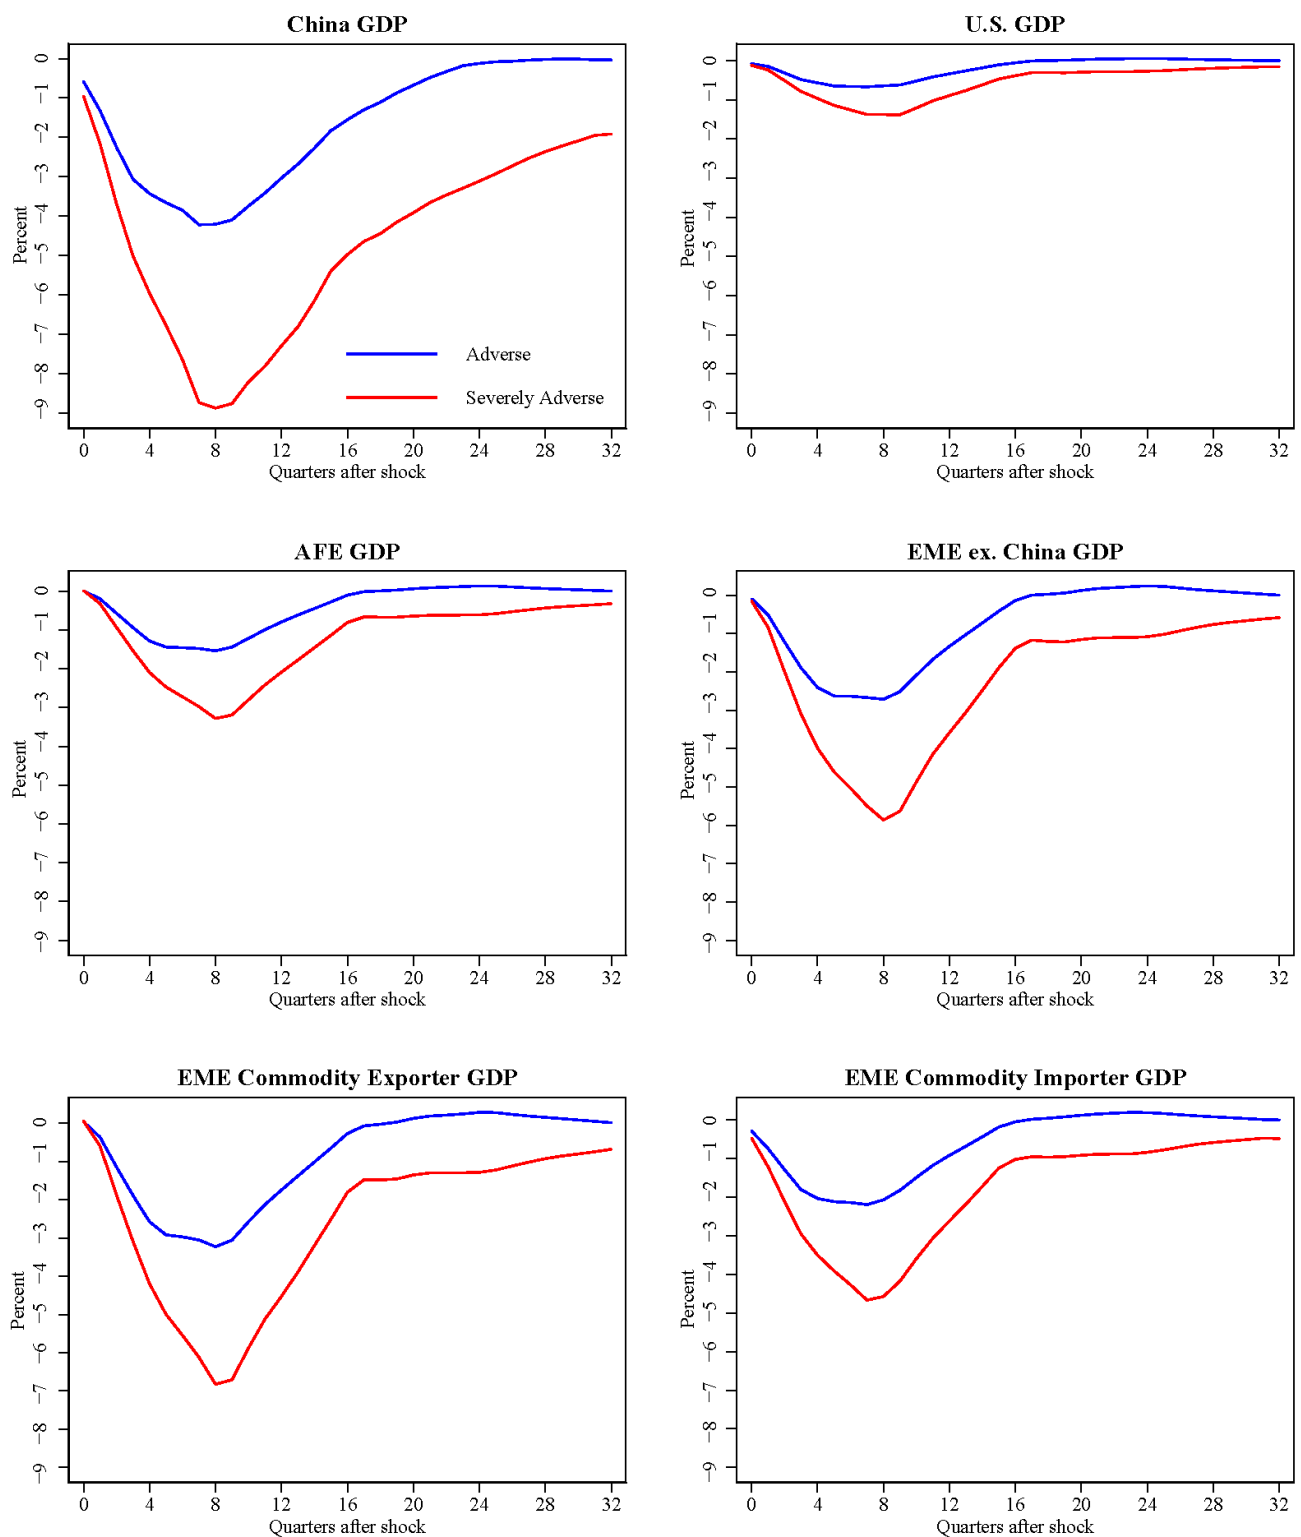 China GDP
0
−1
−2
−3
−4
−5
−6
−7
−8
−9
Percent
Adverse
Severely Adverse
0 4 8 12 16 20 24 28 32
Quarters after shock
U.S. GDP
0
−1
−2
−3
−4
−5
−6
−7
−8
−9
Percent
0 4 8 12 16 20 24 28 32
Quarters after shock
AFE GDP
0
−1
−2
−3
−4
−5
−6
−7
−8
−9
Percent
0 4 8 12 16 20 24 28 32
Quarters after shock
EME ex. China GDP
0
−1
−2
−3
−4
−5
−6
−7
−8
−9
Percent
0 4 8 12 16 20 24 28 32
Quarters after shock
EME Commodity Exporter GDP
0
−1
−2
−3
−4
−5
−6
−7
−8
−9
Percent
0 4 8 12 16 20 24 28 32
Quarters after shock
EME Commodity Importer GDP
0
−1
−2
−3
−4
−5
−6
−7
−8
−9
Percent
0 4 8 12 16 20 24 28 32
Quarters after shock